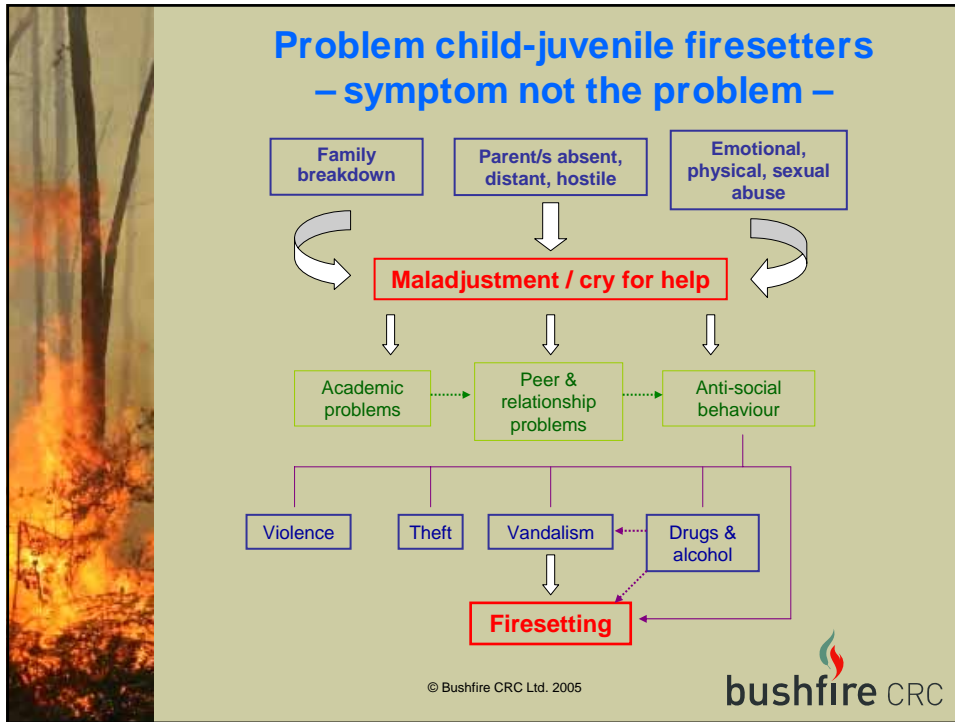 Problem child-juvenile firesetters
– symptom not the problem –
Family
breakdown
Parent/s absent,
distant, hostile
Emotional,
physical, sexual
abuse
Maladjustment / cry for help
Academic
problems
Peer &
relationship
problems
Anti-social
behaviour
Violence
Theft
Vandalism
Drugs &
alcohol
Firesetting
© Bushfire CRC Ltd. 2005
bushfire CRC